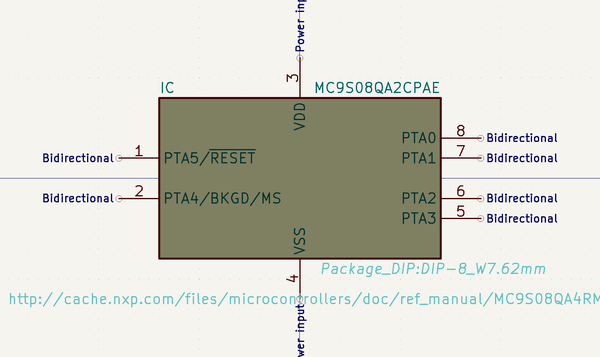 Power in
3
IC
MC9S08QA2CPAE
VDD
PTA0 8 Bidirectional
Bidirectional 1 PTA5/RESET
PTA1 7 Bidirectional
Bidirectional 2 PTA4/BKGD/MS
PTA2 6 Bidirectional
PTA3 5 Bidirectional
VSS
4
Package_DIP:DIP-8_W7.62mm
http://cache.nxp.com/files/microcontrollers/doc/ref_manual/MC9S08QA4RM
wer input